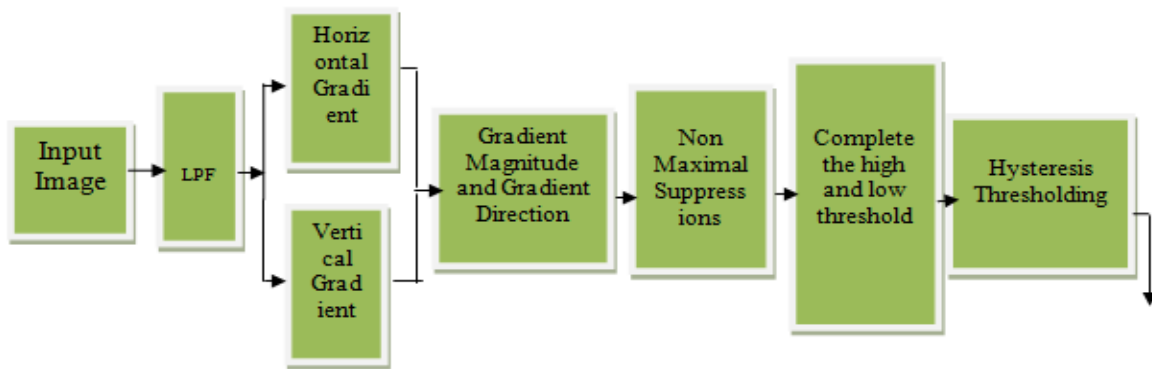 Input
Image
LPF
Horiz
ontal
Gradi
ent
Verti
cal
Grad
ient
Gradient
Magnitude
and Gradient
Direction
Non
Maximal
Suppress
ions
Complete
the high
and low
threshold
Hysteresis
Thresholding